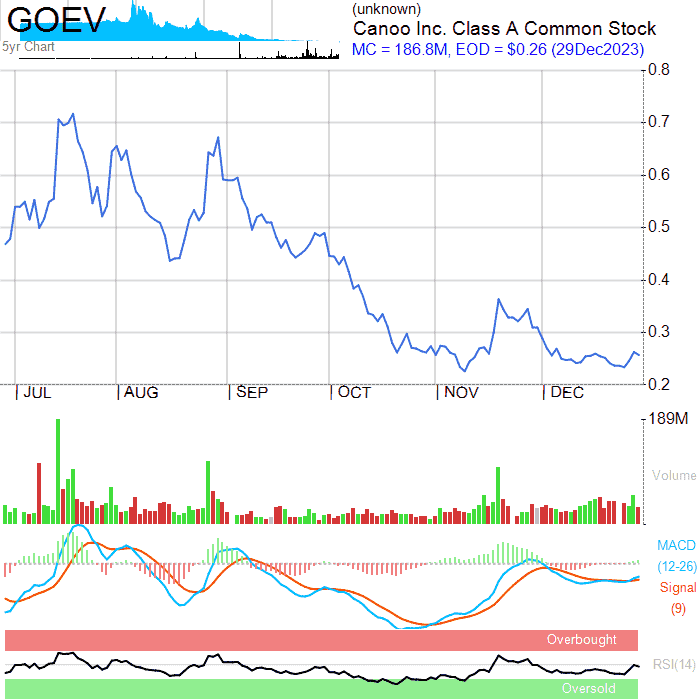 GOEV
5yr Chart
(unknown)
Canoo Inc. Class A Common Stock
MC = 186.8M, EOD = $0.26 (29Dec2023)
0.8
0.7
0.6
0.5
0.4
0.3
0.2
JUL AUG SEP OCT NOV DEC
189M
Volume
MACD
(12-26)
Signal
(9)
Overbought
RSI(14)
Oversold